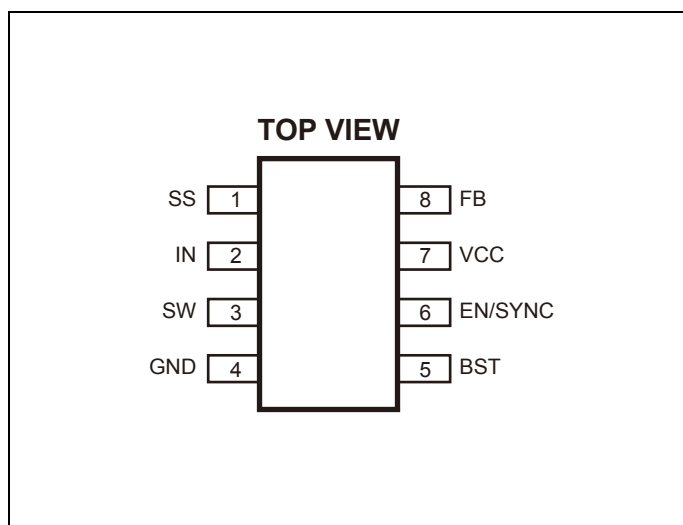 TOP VIEW
SS 1 8 FB
IN 2 7 VCC
SW 3 6 EN/SYNC
GND 4 5 BST